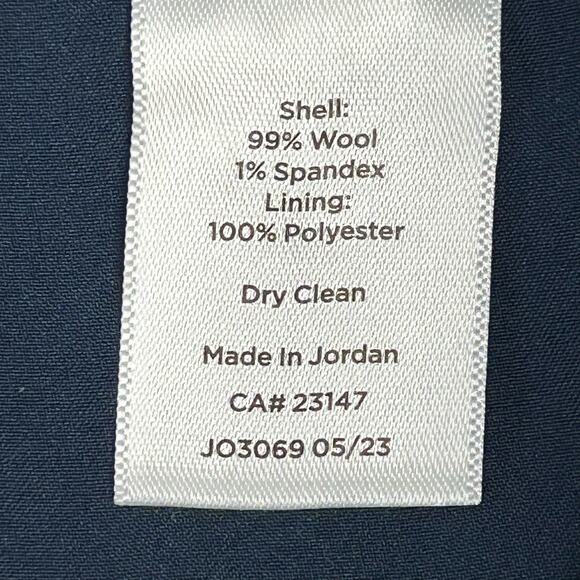 Shell:
99% Wool
1% Spandex
Lining:
100% Polyester
Dry Clean
Made In Jordan
CA# 23147
JO3069 05/23